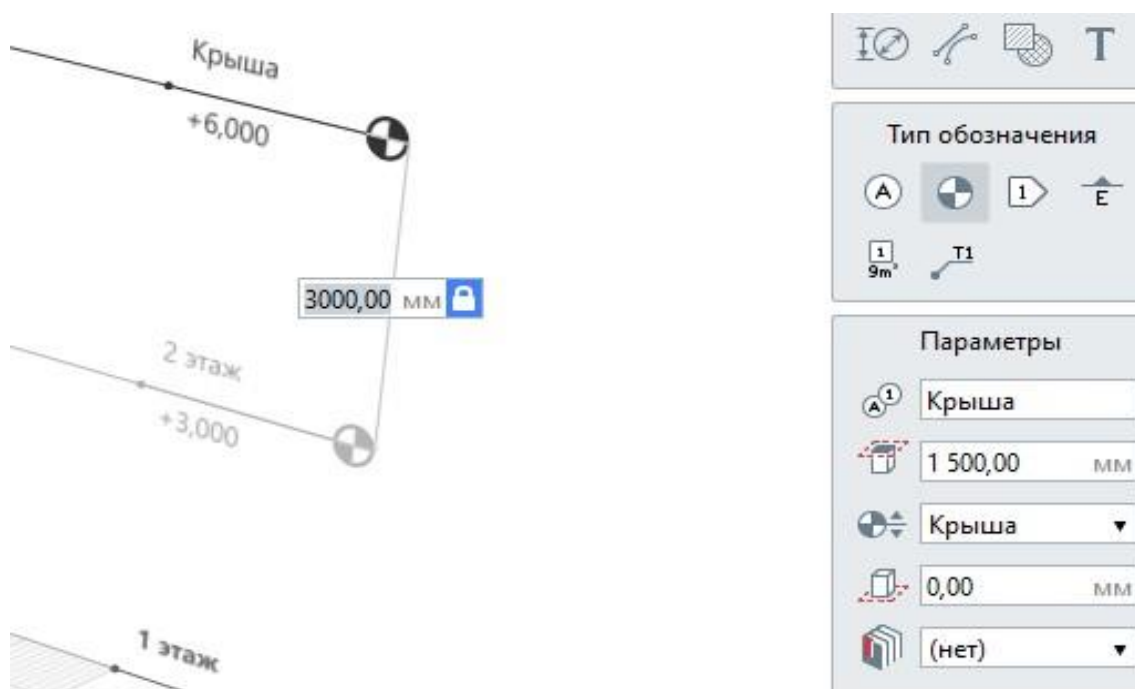 Крыша
+6,000
3000,00 мм
2 этаж
+3,000
1 этаж
T
Тип обозначения
A
1
E
1
9m²
T1
Параметры
A 1
Крыша
1 500,00 мм
Крыша
0,00 мм
(нет)